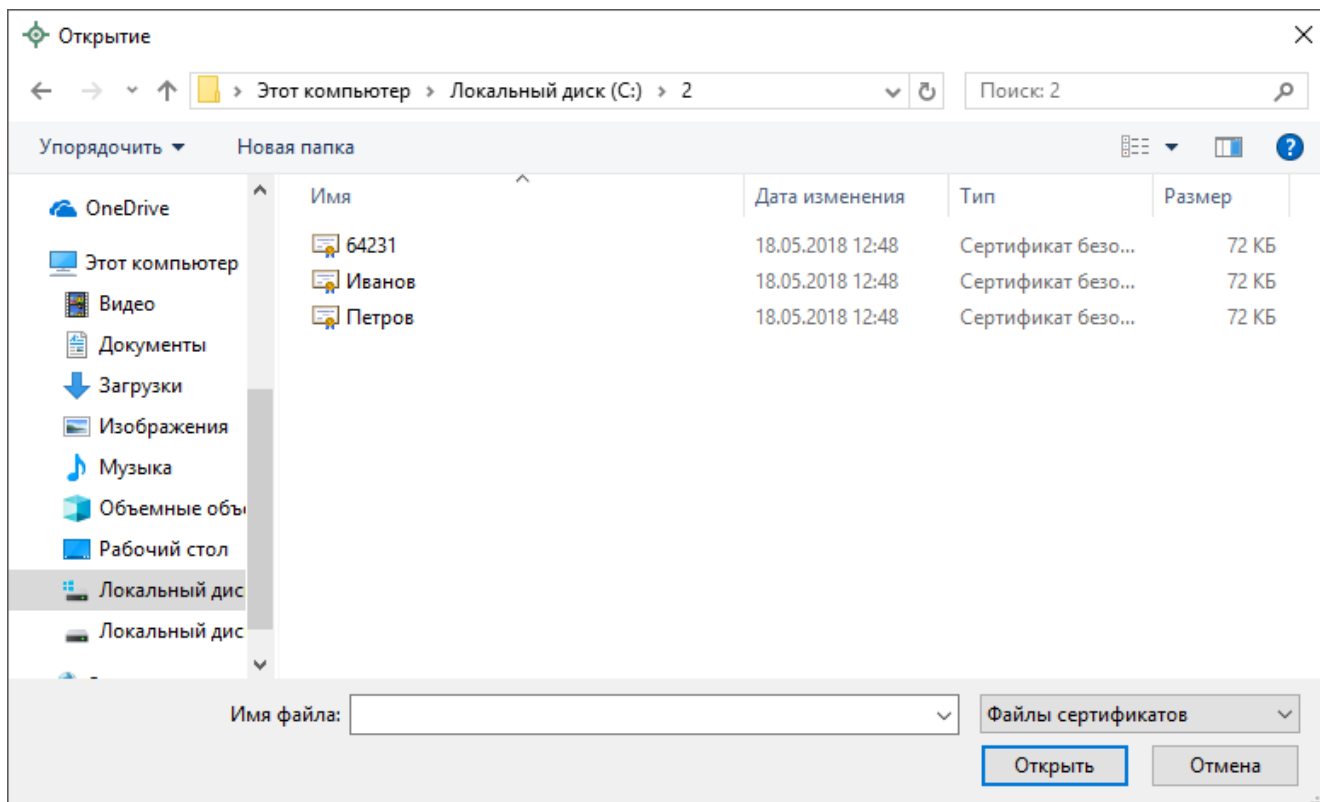 Открытие
Этот компьютер > Локальный диск (C:) > 2
Поиск: 2
Упорядочить
Новая папка
Имя
Дата изменения
Тип
Размер
OneDrive
Этот компьютер
Видео
Документы
Загрузки
Изображения
Музыка
Объемные объ
Рабочий стол
Локальный дис
Локальный дис
64231 18.05.2018 12:48 Сертификат безо... 72 КБ
Иванов 18.05.2018 12:48 Сертификат безо... 72 КБ
Петров 18.05.2018 12:48 Сертификат безо... 72 КБ
Имя файла:
Файлы сертификатов
Открыть
Отмена